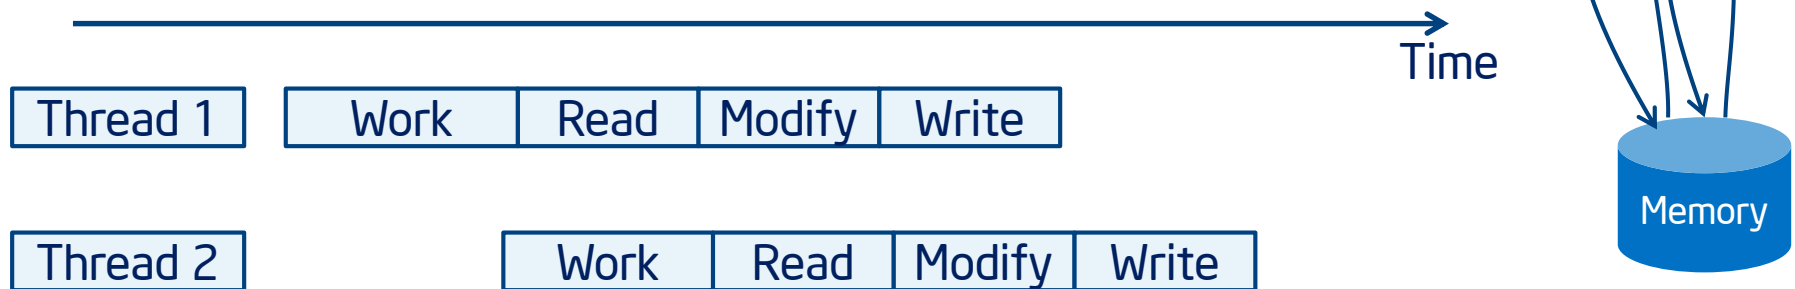 Time
Thread 1 Work Read Modify Write
Memory
Thread 2 Work Read Modify Write